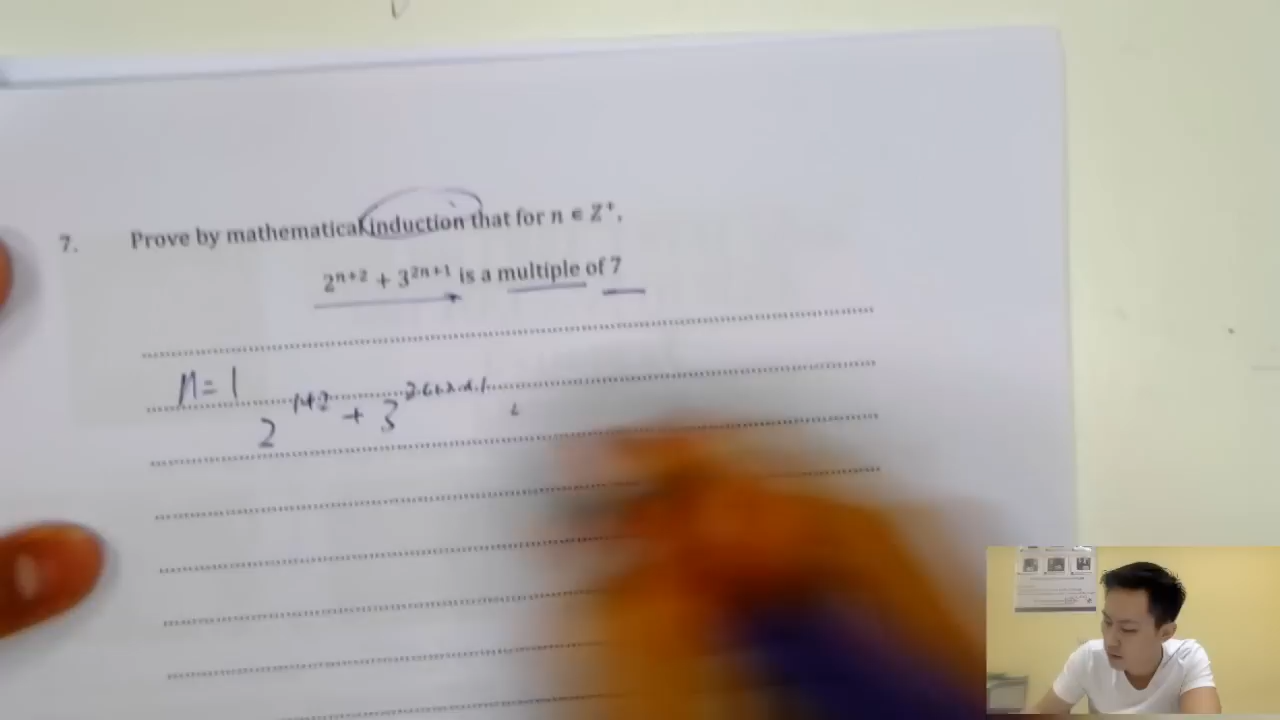 7. Prove by mathematical induction that for n ∈ Z⁺,
2ⁿ⁺² + 3²ⁿ⁺¹ is a multiple of 7
n = 1
2¹⁺² + 3